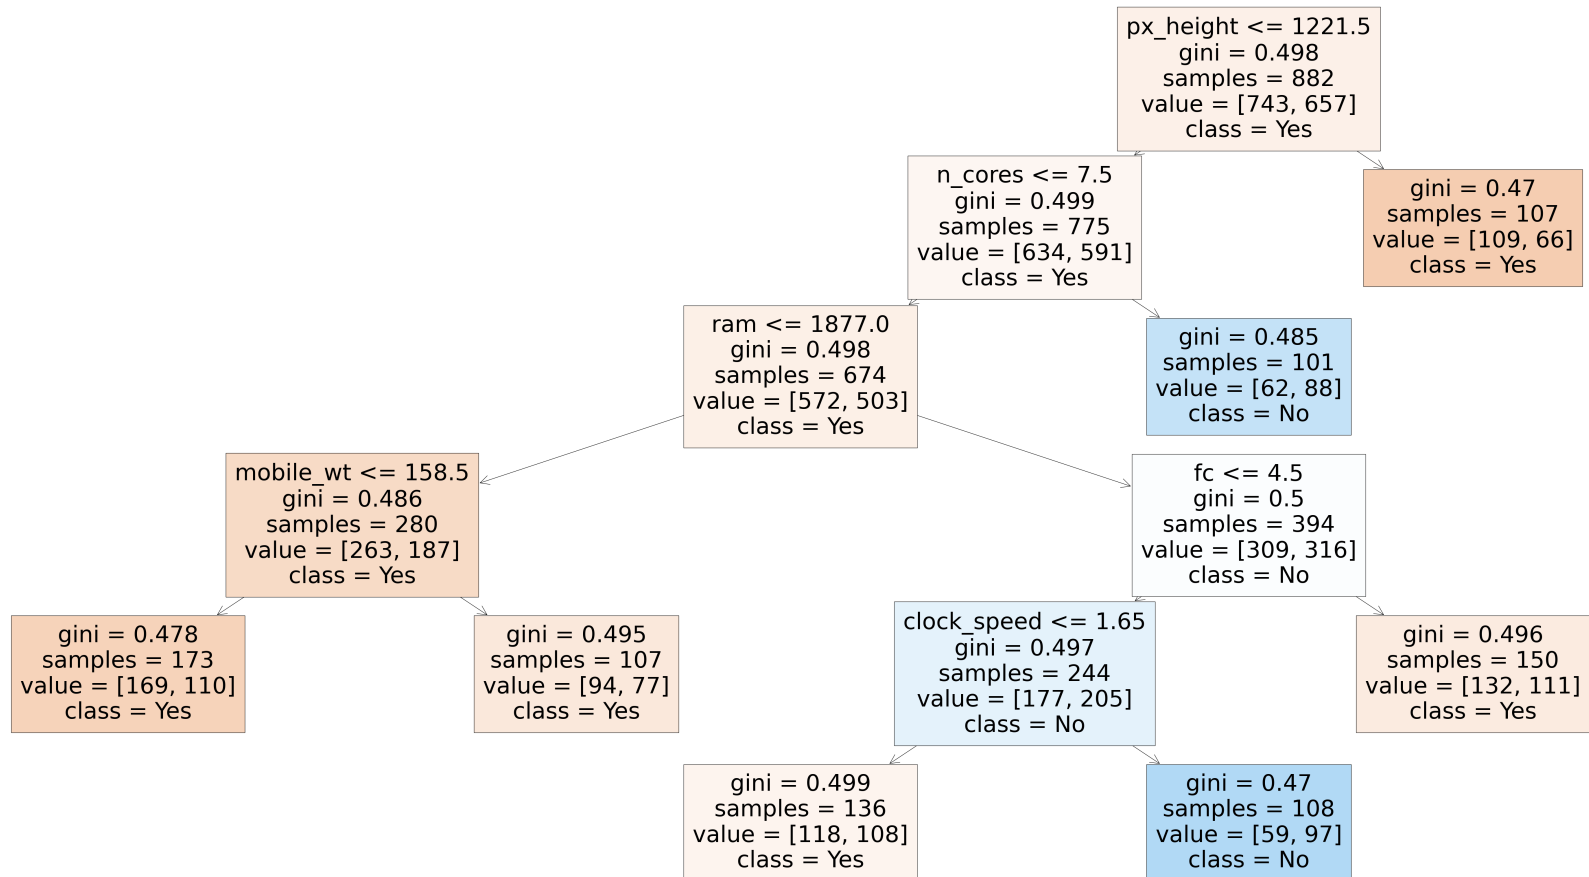 px_height <= 1221.5
gini = 0.498
samples = 882
value = [743, 657]
class = Yes
n_cores <= 7.5
gini = 0.499
samples = 775
value = [634, 591]
class = Yes
gini = 0.47
samples = 107
value = [109, 66]
class = Yes
ram <= 1877.0
gini = 0.498
samples = 674
value = [572, 503]
class = Yes
gini = 0.485
samples = 101
value = [62, 88]
class = No
mobile_wt <= 158.5
gini = 0.486
samples = 280
value = [263, 187]
class = Yes
fc <= 4.5
gini = 0.5
samples = 394
value = [309, 316]
class = No
gini = 0.478
samples = 173
value = [169, 110]
class = Yes
gini = 0.495
samples = 107
value = [94, 77]
class = Yes
clock_speed <= 1.65
gini = 0.497
samples = 244
value = [177, 205]
class = No
gini = 0.496
samples = 150
value = [132, 111]
class = Yes
gini = 0.499
samples = 136
value = [118, 108]
class = Yes
gini = 0.47
samples = 108
value = [59, 97]
class = No